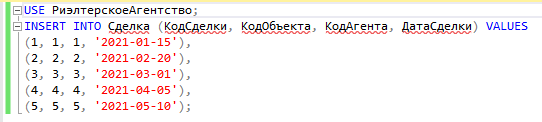 USE РиэлтерскоеАгентство;
INSERT INTO Сделка (КодСделки, КодОбъекта, КодАгента, ДатаСделки) VALUES
(1, 1, 1, '2021-01-15'),
(2, 2, 2, '2021-02-20'),
(3, 3, 3, '2021-03-01'),
(4, 4, 4, '2021-04-05'),
(5, 5, 5, '2021-05-10');